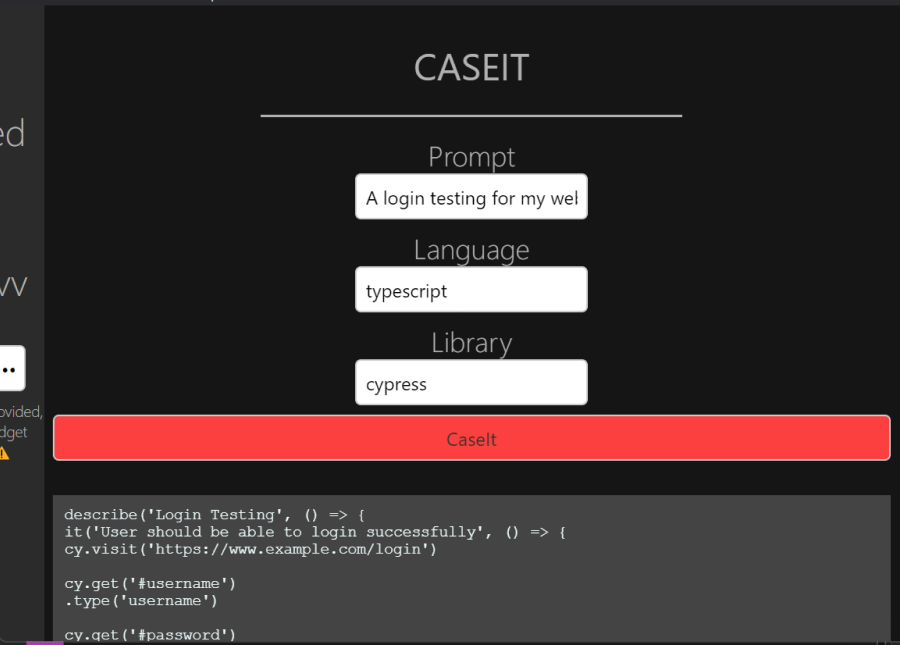 CASEIT
Prompt
A login testing for my
Language
typescript
Library
cypress
CaseIt
describe('Login Testing', () => {
it('User should be able to login successfully', () => {
cy.visit('https://www.example.com/login')
cy.get('#username')
.type('username')
cy.get('#password')
ed
vv
••
ovided,
dget